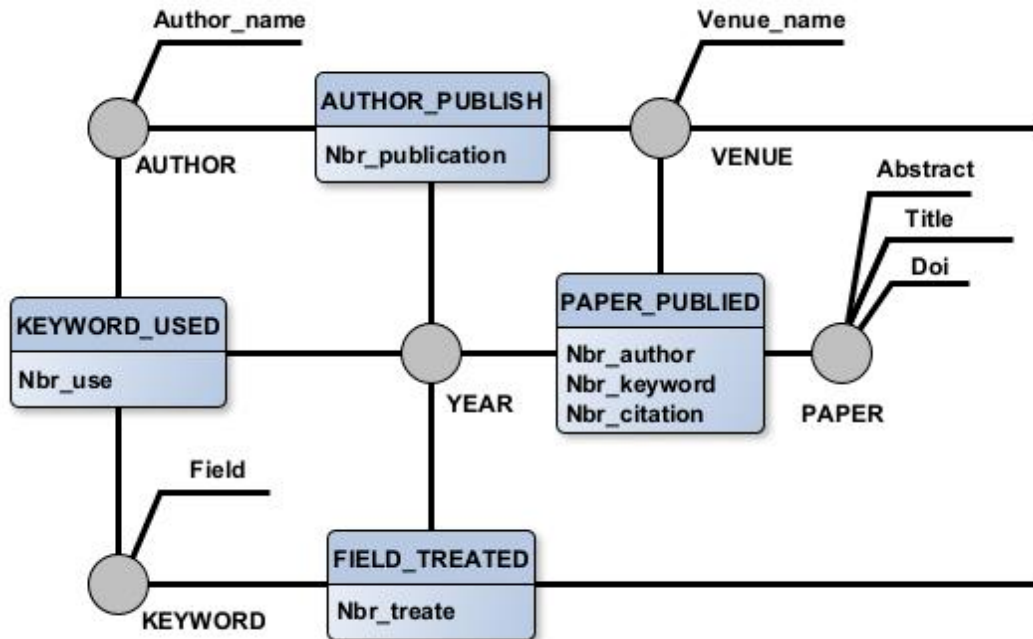 Author_name
Venue_name
AUTHOR_PUBLISH
Nbr_publication
AUTHOR
VENUE
Abstract
Title
Doi
KEYWORD_USED
Nbr_use
PAPER_PUBLIED
Nbr_author
Nbr_keyword
Nbr_citation
YEAR
PAPER
Field
FIELD_TREATED
Nbr_treate
KEYWORD